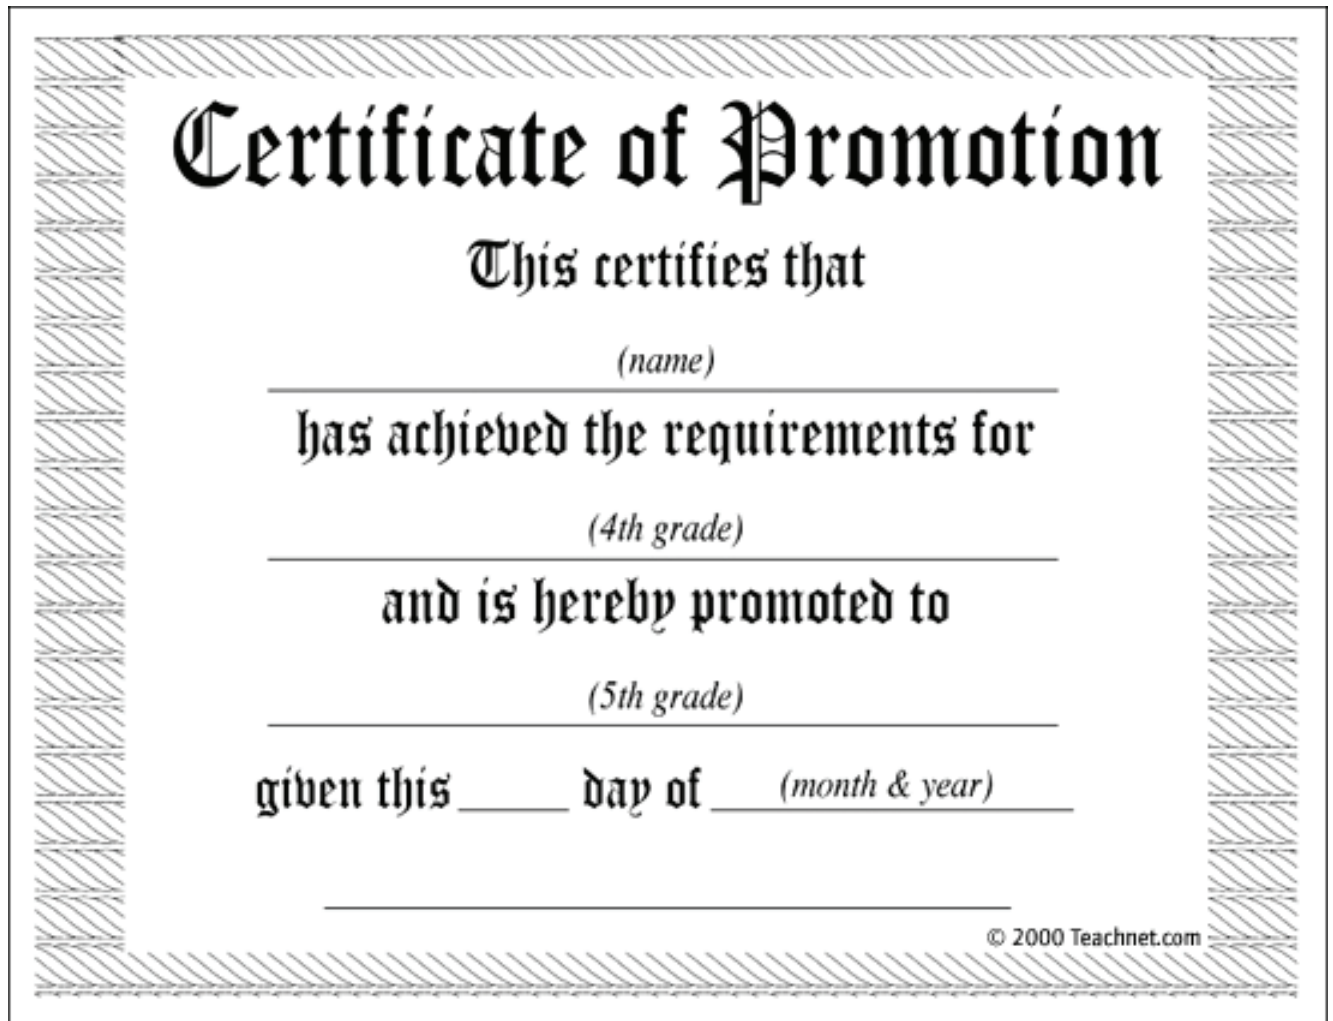 Certificate of Promotion
This certifies that
(name)
has achieved the requirements for
(4th grade)
and is hereby promoted to
(5th grade)
given this _____ day of (month & year)
© 2000 Teachnet.com